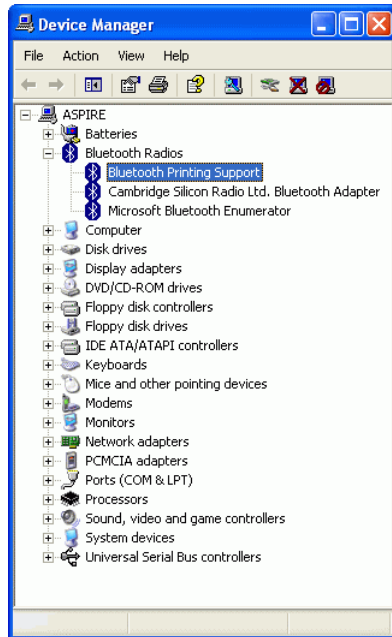 Device Manager
File Action View Help
ASPIRE
Batteries
Bluetooth Radios
Bluetooth Printing Support
Cambridge Silicon Radio Ltd. Bluetooth Adapter
Microsoft Bluetooth Enumerator
Computer
Disk drives
Display adapters
DVD/CD-ROM drives
Floppy disk controllers
Floppy disk drives
IDE ATA/ATAPI controllers
Keyboards
Mice and other pointing devices
Modems
Monitors
Network adapters
PCMCIA adapters
Ports (COM & LPT)
Processors
Sound, video and game controllers
System devices
Universal Serial Bus controllers